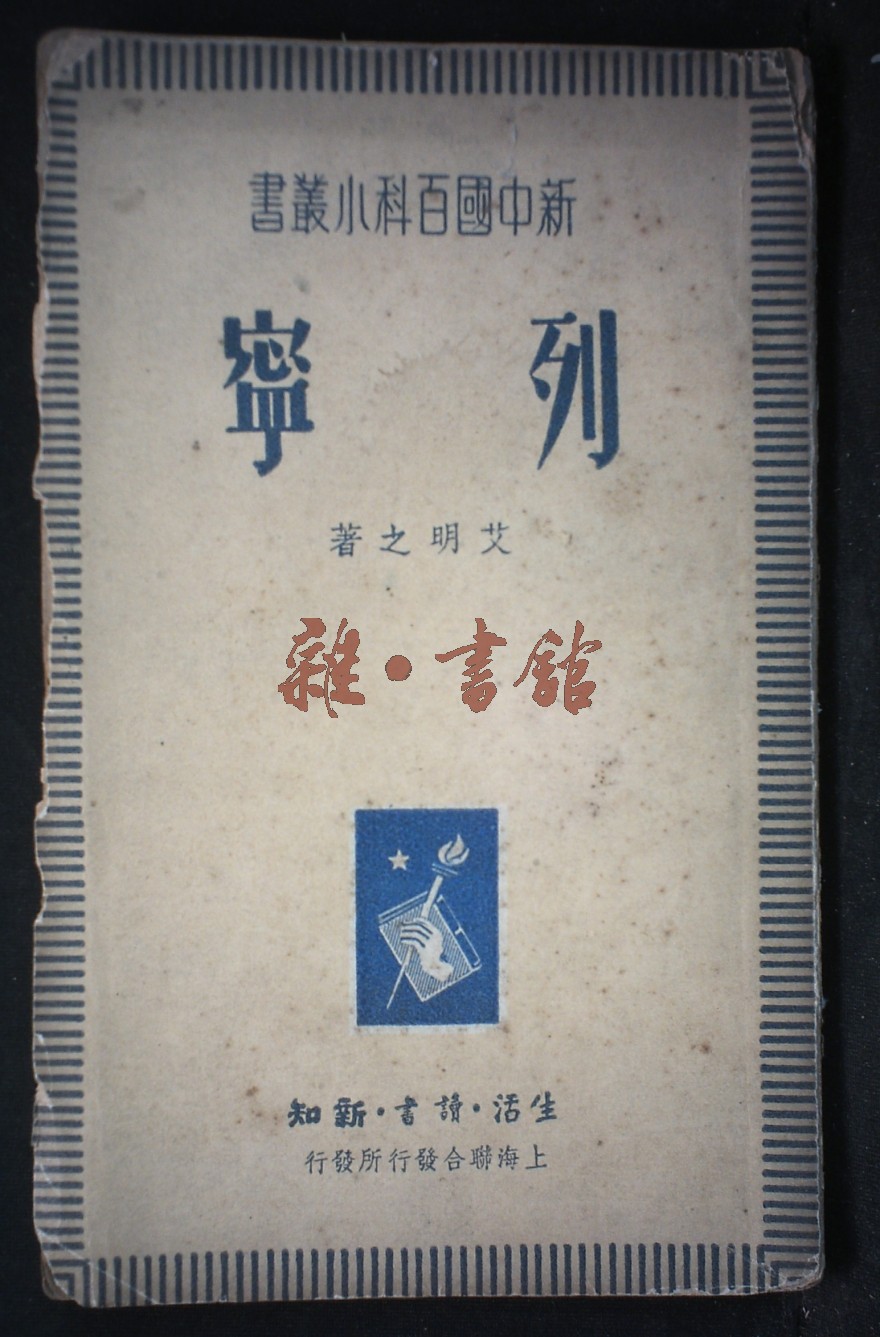 新中國百科小叢書
列寧
艾明之著
雜·書館
生活·讀書·新知
上海聯合發行所發行